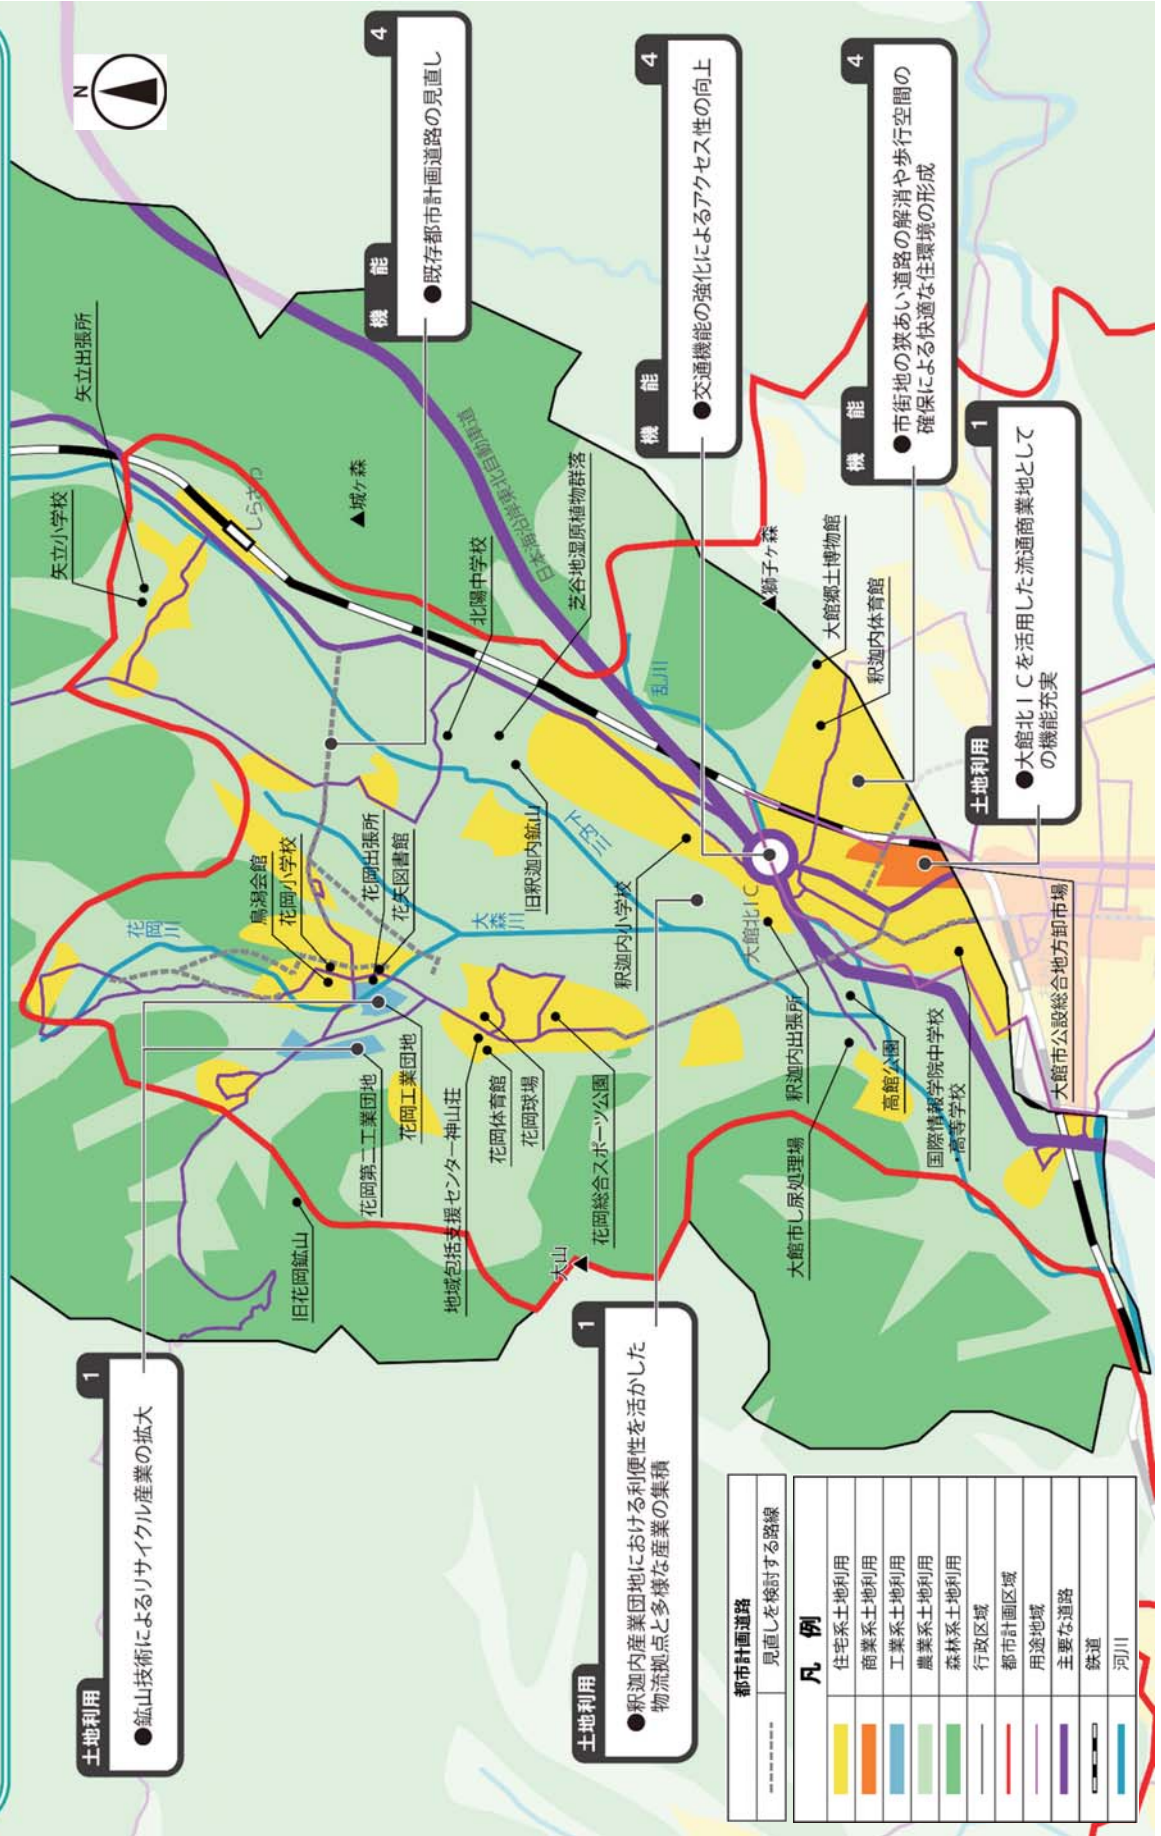 N
土地利用 1
●鉱山技術によるリサイクル産業の拡大
機 能 4
●既存都市計画道路の見直し
機 能 4
●交通機能の強化によるアクセス性の向上
機 能 4
●市街地の狭あい道路の解消や歩行空間の
確保による快適な住環境の形成
土地利用 1
●大館北ＩＣを活用した流通商業地として
の機能充実
土地利用 1
●釈迦内産業団地における利便性を活かした
物流拠点と多様な産業の集積
矢立出張所
矢立小学校
しらさわ
城ヶ森
日本海沿岸東北自動車道
北陽中学校
芝谷地湿原植物群落
獅子ヶ森
大館郷土博物館
釈迦内体育館
乱川
下内川
旧釈迦内鉱山
花岡川
大森川
鳥潟会館
花岡小学校
花岡出張所
花矢図書館
釈迦内小学校
大館北ＩＣ
花岡第二工業団地
花岡工業団地
地域包括支援センター神山荘
花岡体育館
花岡球場
花岡総合スポーツ公園
旧花岡鉱山
大山
釈迦内出張所
大館市し尿処理場
高館公園
国際情報学院中学校
・高等学校
大館市公設総合地方卸市場
都市計画道路
見直しを検討する路線
凡 例
住宅系土地利用
商業系土地利用
工業系土地利用
農業系土地利用
森林系土地利用
行政区域
都市計画区域
用途地域
主要な道路
鉄道
河川